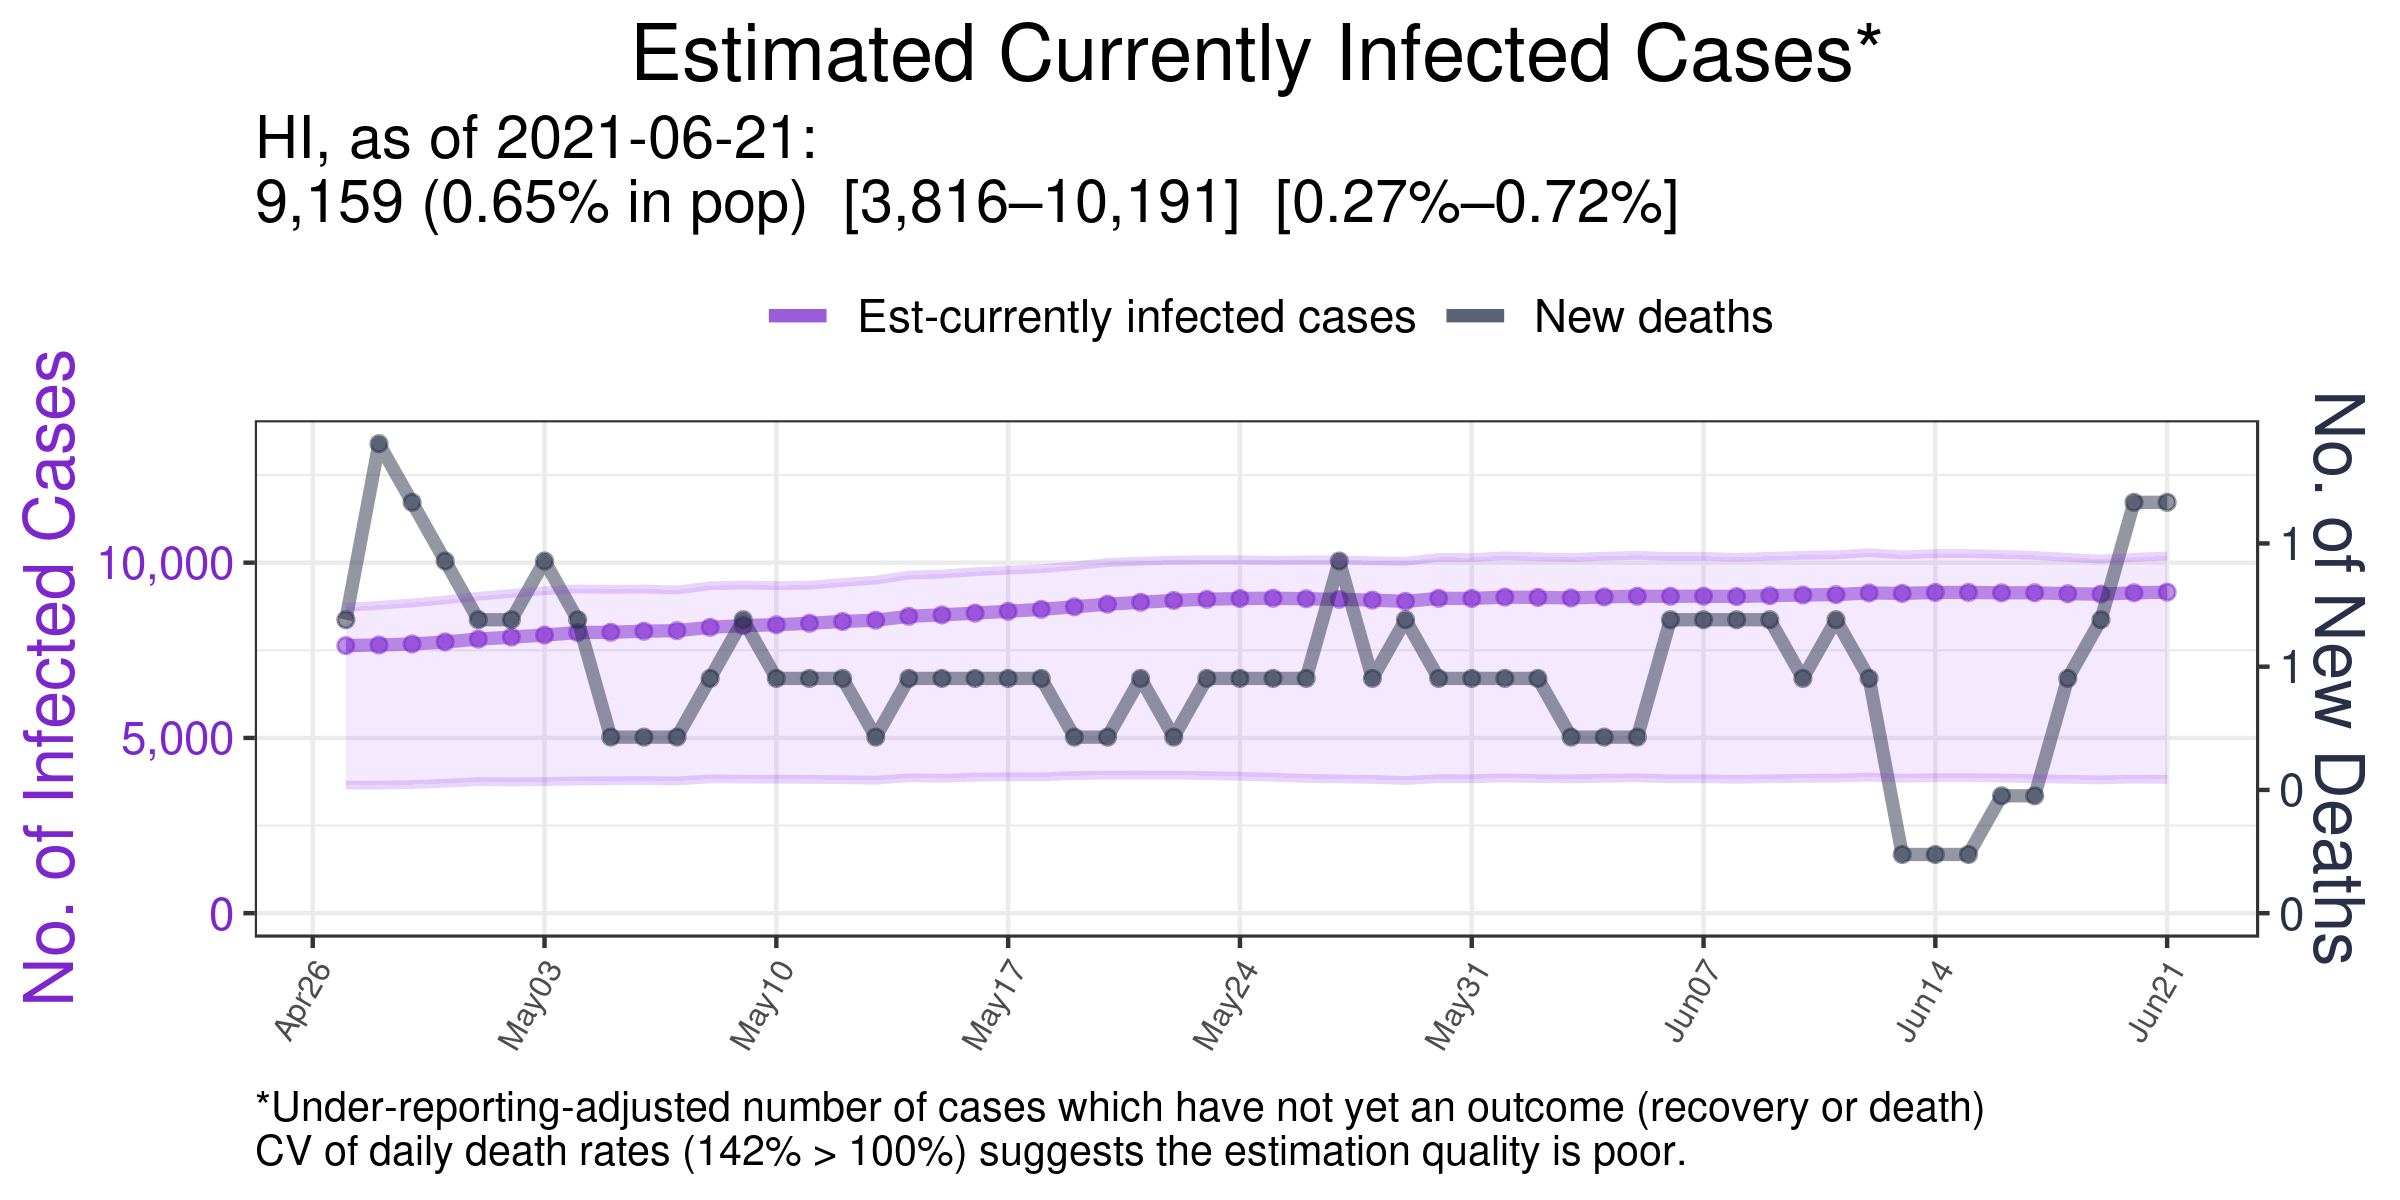 Estimated Currently Infected Cases*
HI, as of 2021-06-21:
9,159 (0.65% in pop)  [3,816–10,191]  [0.27%–0.72%]
Est-currently infected cases
New deaths
No. of Infected Cases
10,000
5,000
0
No. of New Deaths
1
1
0
0
Apr26
May03
May10
May17
May24
May31
Jun07
Jun14
Jun21
*Under-reporting-adjusted number of cases which have not yet an outcome (recovery or death)
CV of daily death rates (142% > 100%) suggests the estimation quality is poor.